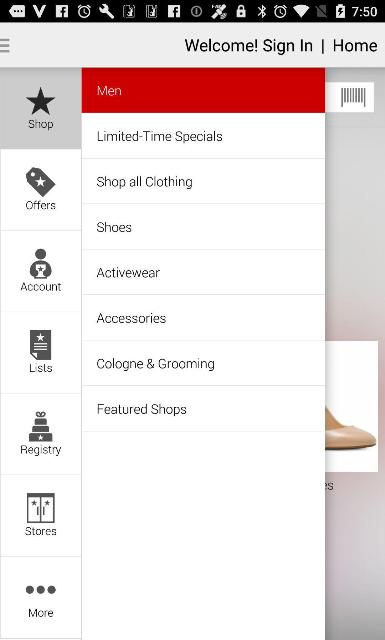 7:50
Welcome! Sign In | Home
Shop
Offers
Account
Lists
Registry
Stores
More
Men
Limited-Time Specials
Shop all Clothing
Shoes
Activewear
Accessories
Cologne & Grooming
Featured Shops
es